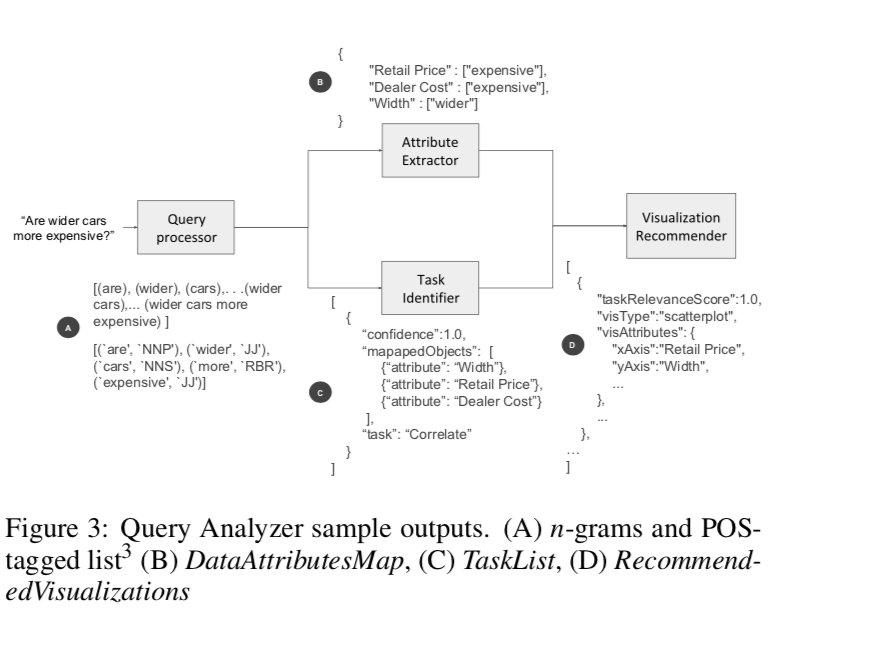 {
"Retail Price" : ["expensive"],
"Dealer Cost" : ["expensive"],
"Width" : ["wider"]
}
B
Attribute
Extractor
“Are wider cars
more expensive?”
Query
processor
Visualization
Recommender
Task
Identifier
A
[(are), (wider), (cars),. . .(wider
cars),... (wider cars more
expensive) ]
[(`are', `NNP'), (`wider', `JJ'),
(`cars', `NNS'), (`more', `RBR'),
(`expensive', `JJ')]
C
[
{
“confidence”:1.0,
“mapapedObjects”: [
{“attribute”: “Width”},
{“attribute”: “Retail Price”},
{“attribute”: “Dealer Cost”}
],
“task”: “Correlate”
}
]
D
[
{
"taskRelevanceScore":1.0,
"visType":"scatterplot",
"visAttributes": {
"xAxis":"Retail Price",
"yAxis":"Width",
...
},
...
},
...
]
Figure 3: Query Analyzer sample outputs. (A) n-grams and POS-
tagged list3 (B) DataAttributesMap, (C) TaskList, (D) Recommend-
edVisualizations